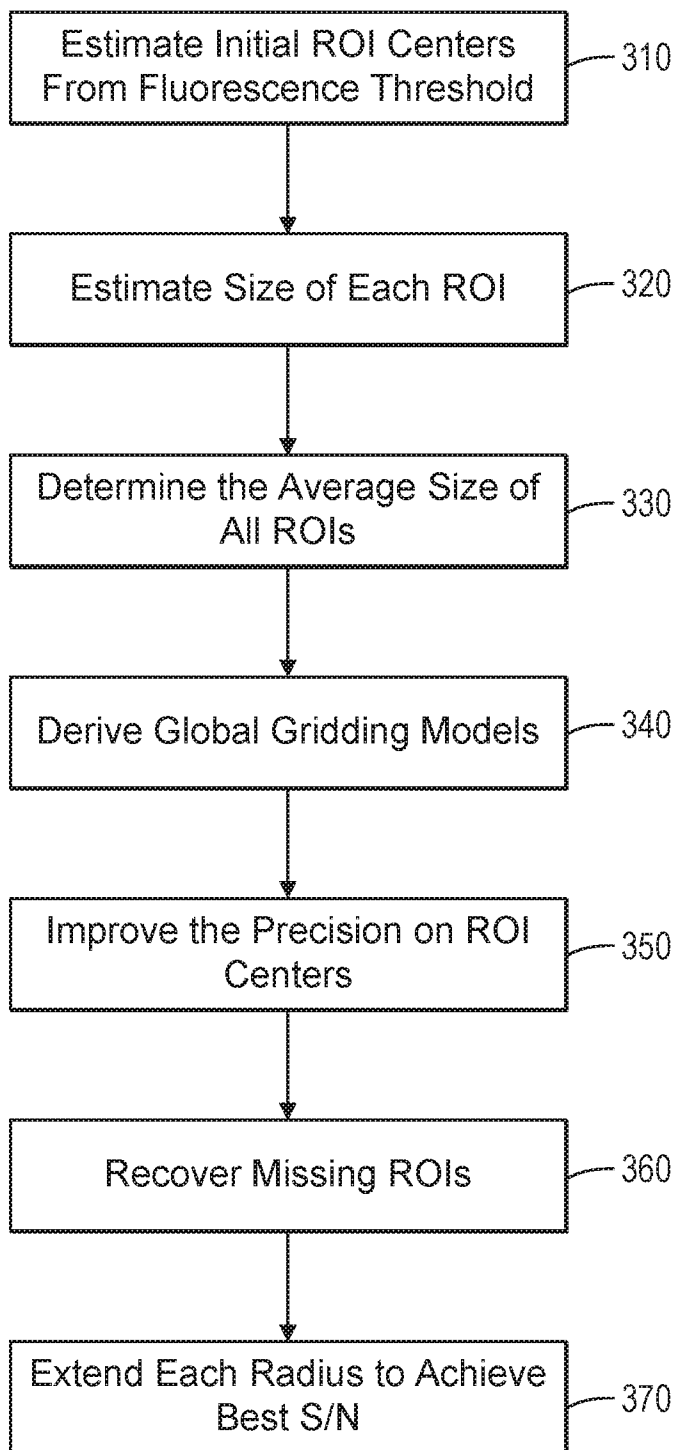 Estimate Initial ROI Centers
From Fluorescence Threshold
310
Estimate Size of Each ROI
320
Determine the Average Size of
All ROIs
330
Derive Global Gridding Models
340
Improve the Precision on ROI
Centers
350
Recover Missing ROIs
360
Extend Each Radius to Achieve
Best S/N
370